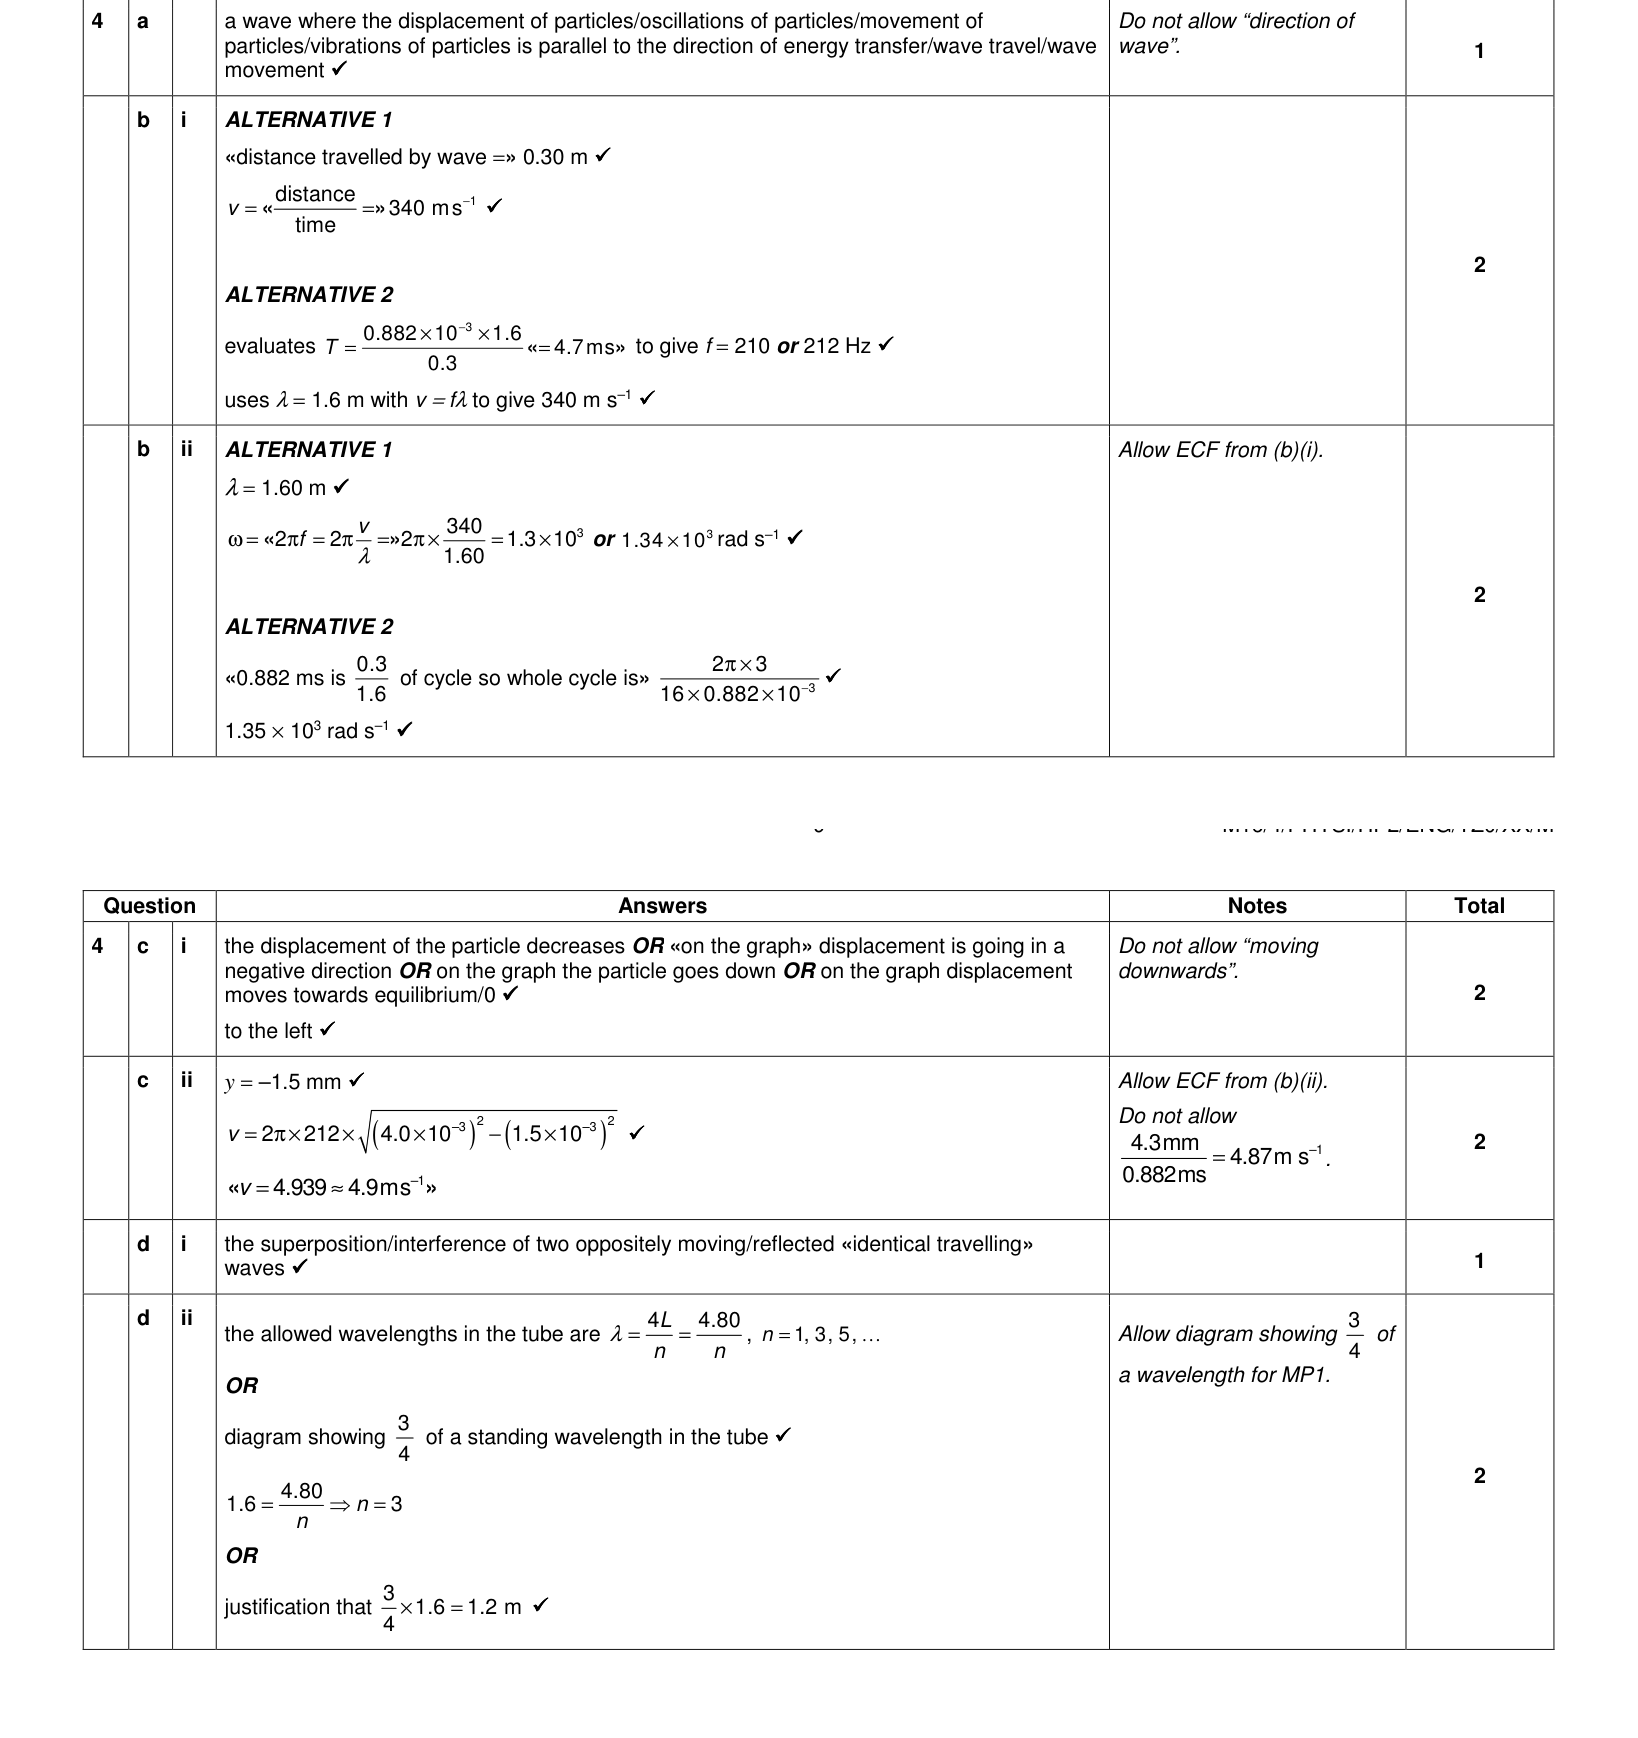 4 a a wave where the displacement of particles/oscillations of particles/movement of
particles/vibrations of particles is parallel to the direction of energy transfer/wave travel/wave
movement ✓
Do not allow “direction of
wave”.
1
b i ALTERNATIVE 1
«distance travelled by wave =» 0.30 m ✓
v = «distance/time =» 340 m s⁻¹ ✓
ALTERNATIVE 2
evaluates T = (0.882×10⁻³ ×1.6)/0.3 «= 4.7ms» to give f = 210 or 212 Hz ✓
uses λ = 1.6 m with v = fλ to give 340 m s⁻¹ ✓
2
b ii ALTERNATIVE 1
λ = 1.60 m ✓
ω = «2πf = 2π v/λ =» 2π × 340/1.60 = 1.3×10³ or 1.34×10³ rad s⁻¹ ✓
ALTERNATIVE 2
«0.882 ms is 0.3/1.6 of cycle so whole cycle is» (2π×3)/(16×0.882×10⁻³) ✓
1.35 × 10³ rad s⁻¹ ✓
Allow ECF from (b)(i).
2
Question Answers Notes Total
4 c i the displacement of the particle decreases OR «on the graph» displacement is going in a
negative direction OR on the graph the particle goes down OR on the graph displacement
moves towards equilibrium/0 ✓
to the left ✓
Do not allow “moving
downwards”.
2
c ii y = –1.5 mm ✓
v = 2π×212×√((4.0×10⁻³)² − (1.5×10⁻³)²) ✓
«v = 4.939 ≈ 4.9ms⁻¹»
Allow ECF from (b)(ii).
Do not allow
4.3mm/0.882ms = 4.87m s⁻¹.
2
d i the superposition/interference of two oppositely moving/reflected «identical travelling»
waves ✓
1
d ii the allowed wavelengths in the tube are λ = 4L/n = 4.80/n, n = 1, 3, 5, …
OR
diagram showing 3/4 of a standing wavelength in the tube ✓
1.6 = 4.80/n ⇒ n = 3
OR
justification that 3/4 ×1.6 = 1.2 m ✓
Allow diagram showing 3/4 of
a wavelength for MP1.
2